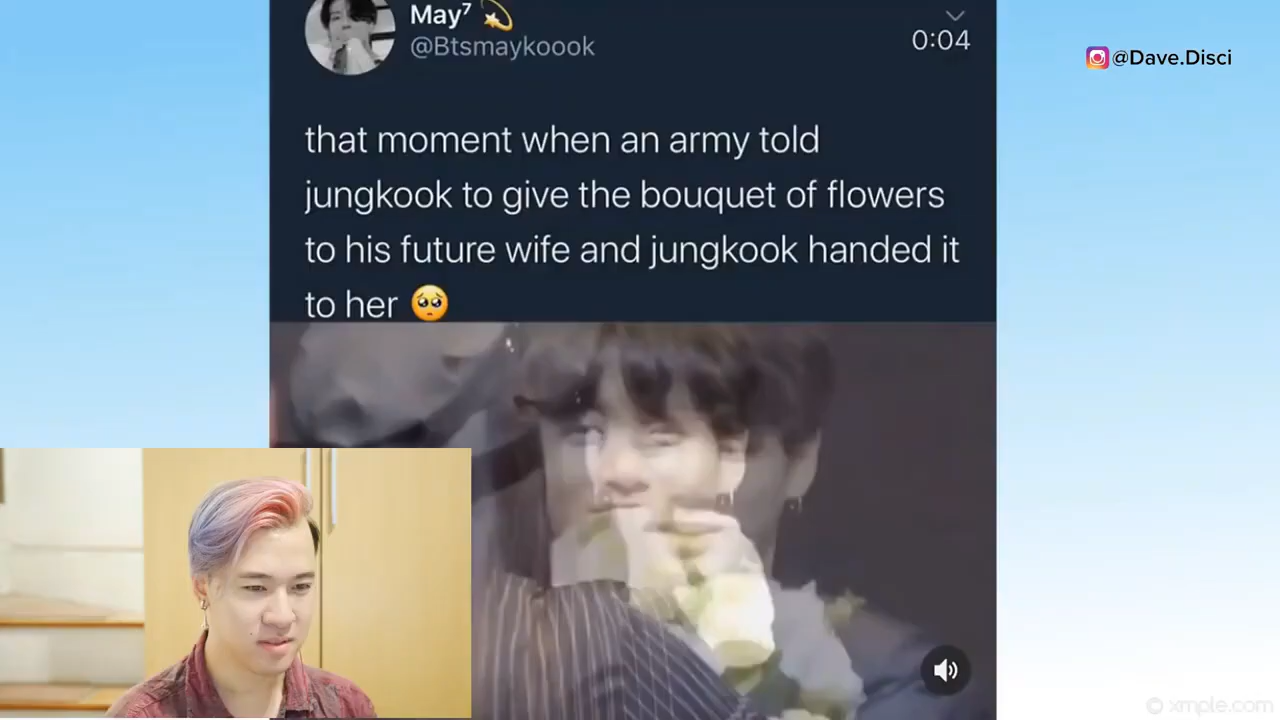 May⁷ 💫
@Btsmaykoook
0:04
@Dave.Disci
that moment when an army told
jungkook to give the bouquet of flowers
to his future wife and jungkook handed it
to her 🥺
xmple.com